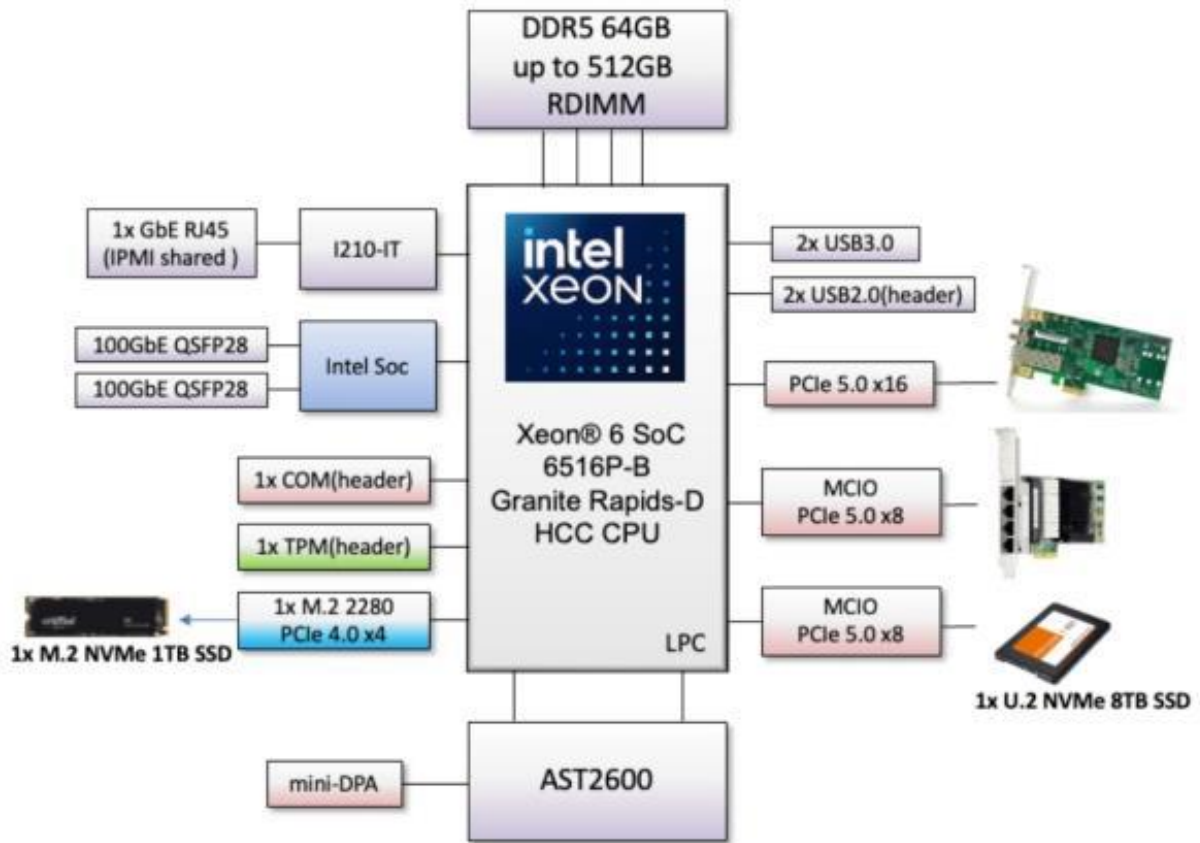 DDR5 64GB
up to 512GB
RDIMM
1x GbE RJ45
(IPMI shared )
I210-IT
100GbE QSFP28
100GbE QSFP28
Intel Soc
1x COM(header)
1x TPM(header)
1x M.2 2280
PCIe 4.0 x4
1x M.2 NVMe 1TB SSD
intel
XEON
Xeon® 6 SoC
6516P-B
Granite Rapids-D
HCC CPU
LPC
2x USB3.0
2x USB2.0(header)
PCIe 5.0 x16
MCIO
PCIe 5.0 x8
MCIO
PCIe 5.0 x8
1x U.2 NVMe 8TB SSD
mini-DPA
AST2600